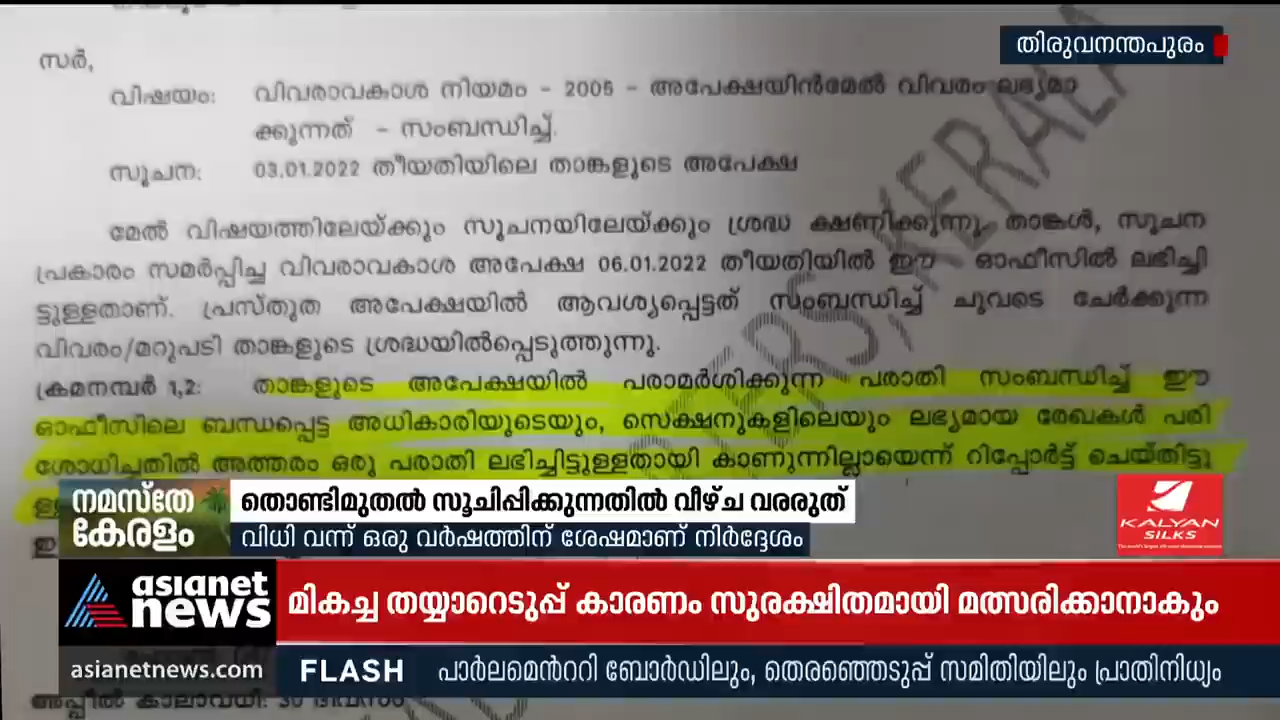 സർ,
തിരുവനന്തപുരം
വിഷയം: വിവരാവകാശ നിയമം - 2005 - അപേക്ഷയിൻമേൽ വിവരം ലഭ്യമാ
ക്കുന്നത് - സംബന്ധിച്ച്.
സൂചന: 03.01.2022 തീയതിയിലെ താങ്കളുടെ അപേക്ഷ
മേൽ വിഷയത്തിലേയ്ക്കും സൂചനയിലേയ്ക്കും ശ്രദ്ധ ക്ഷണിക്കുന്നു. താങ്കൾ, സൂചന
പ്രകാരം സമർപ്പിച്ച വിവരാവകാശ അപേക്ഷ 06.01.2022 തീയതിയിൽ ഈ ഓഫീസിൽ ലഭിച്ചി
ട്ടുള്ളതാണ്. പ്രസ്തുത അപേക്ഷയിൽ ആവശ്യപ്പെട്ടത് സംബന്ധിച്ച് ചുവടെ ചേർക്കുന്ന
വിവരം/മറുപടി താങ്കളുടെ ശ്രദ്ധയിൽപ്പെടുത്തുന്നു.
ക്രമനമ്പർ 1,2: താങ്കളുടെ അപേക്ഷയിൽ പരാമർശിക്കുന്ന പരാതി സംബന്ധിച്ച് ഈ
ഓഫീസിലെ ബന്ധപ്പെട്ട അധികാരിയുടെയും, സെക്ഷനുകളിലെയും ലഭ്യമായ രേഖകൾ പരി
ശോധിച്ചതിൽ അത്തരം ഒരു പരാതി ലഭിച്ചിട്ടുള്ളതായി കാണുന്നില്ലായെന്ന് റിപ്പോർട്ട് ചെയ്തിട്ടു
KERALA
നമസ്തേ
കേരളം
തൊണ്ടിമുതൽ സൂചിപ്പിക്കുന്നതിൽ വീഴ്ച വരരുത്
വിധി വന്ന് ഒരു വർഷത്തിന് ശേഷമാണ് നിർദ്ദേശം
KALYAN
SILKS
asianet
news
മികച്ച തയ്യാറെടുപ്പ് കാരണം സുരക്ഷിതമായി മത്സരിക്കാനാകും
asianetnews.com
FLASH
പാർലമെൻററി ബോർഡിലും, തെരഞ്ഞെടുപ്പ് സമിതിയിലും പ്രാതിനിധ്യം
അപ്പീൽ കാലാവധി: 30 ദിവസം